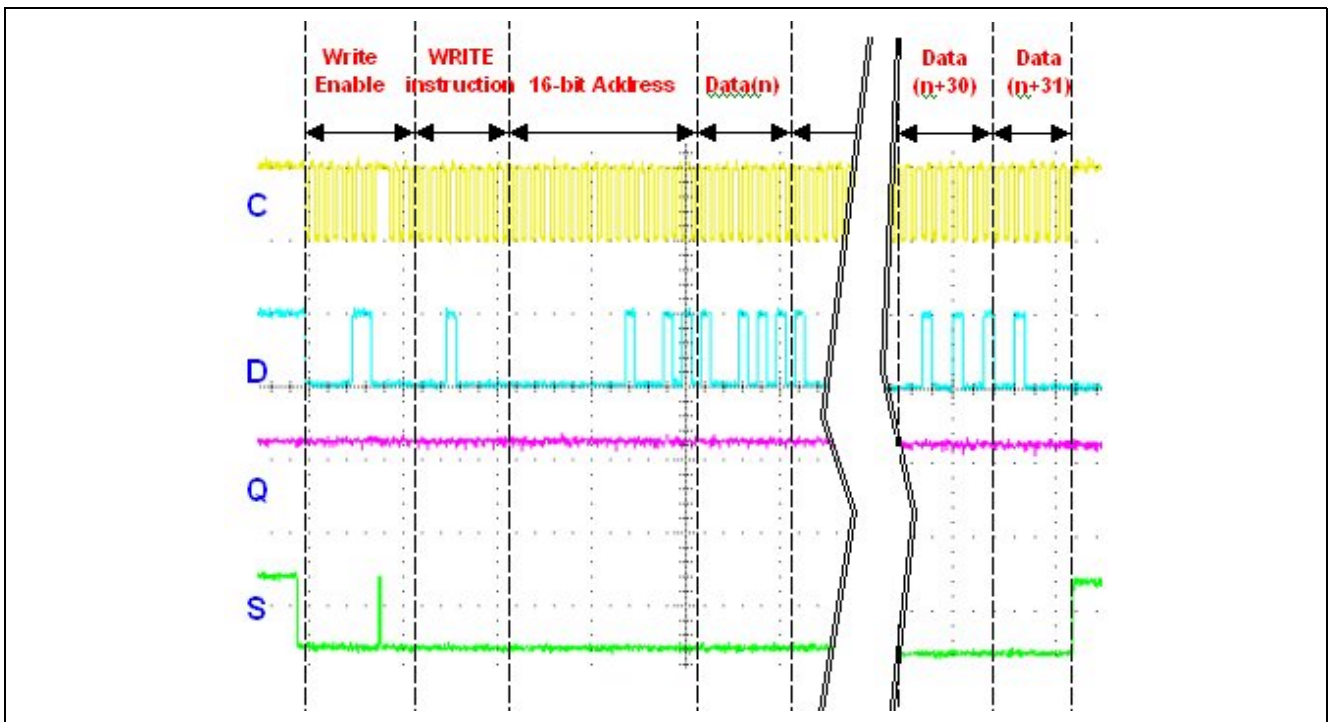 Write WRITE Data Data
Enable instruction 16-bit Address Data(n) (n+30) (n+31)
C
D
Q
S